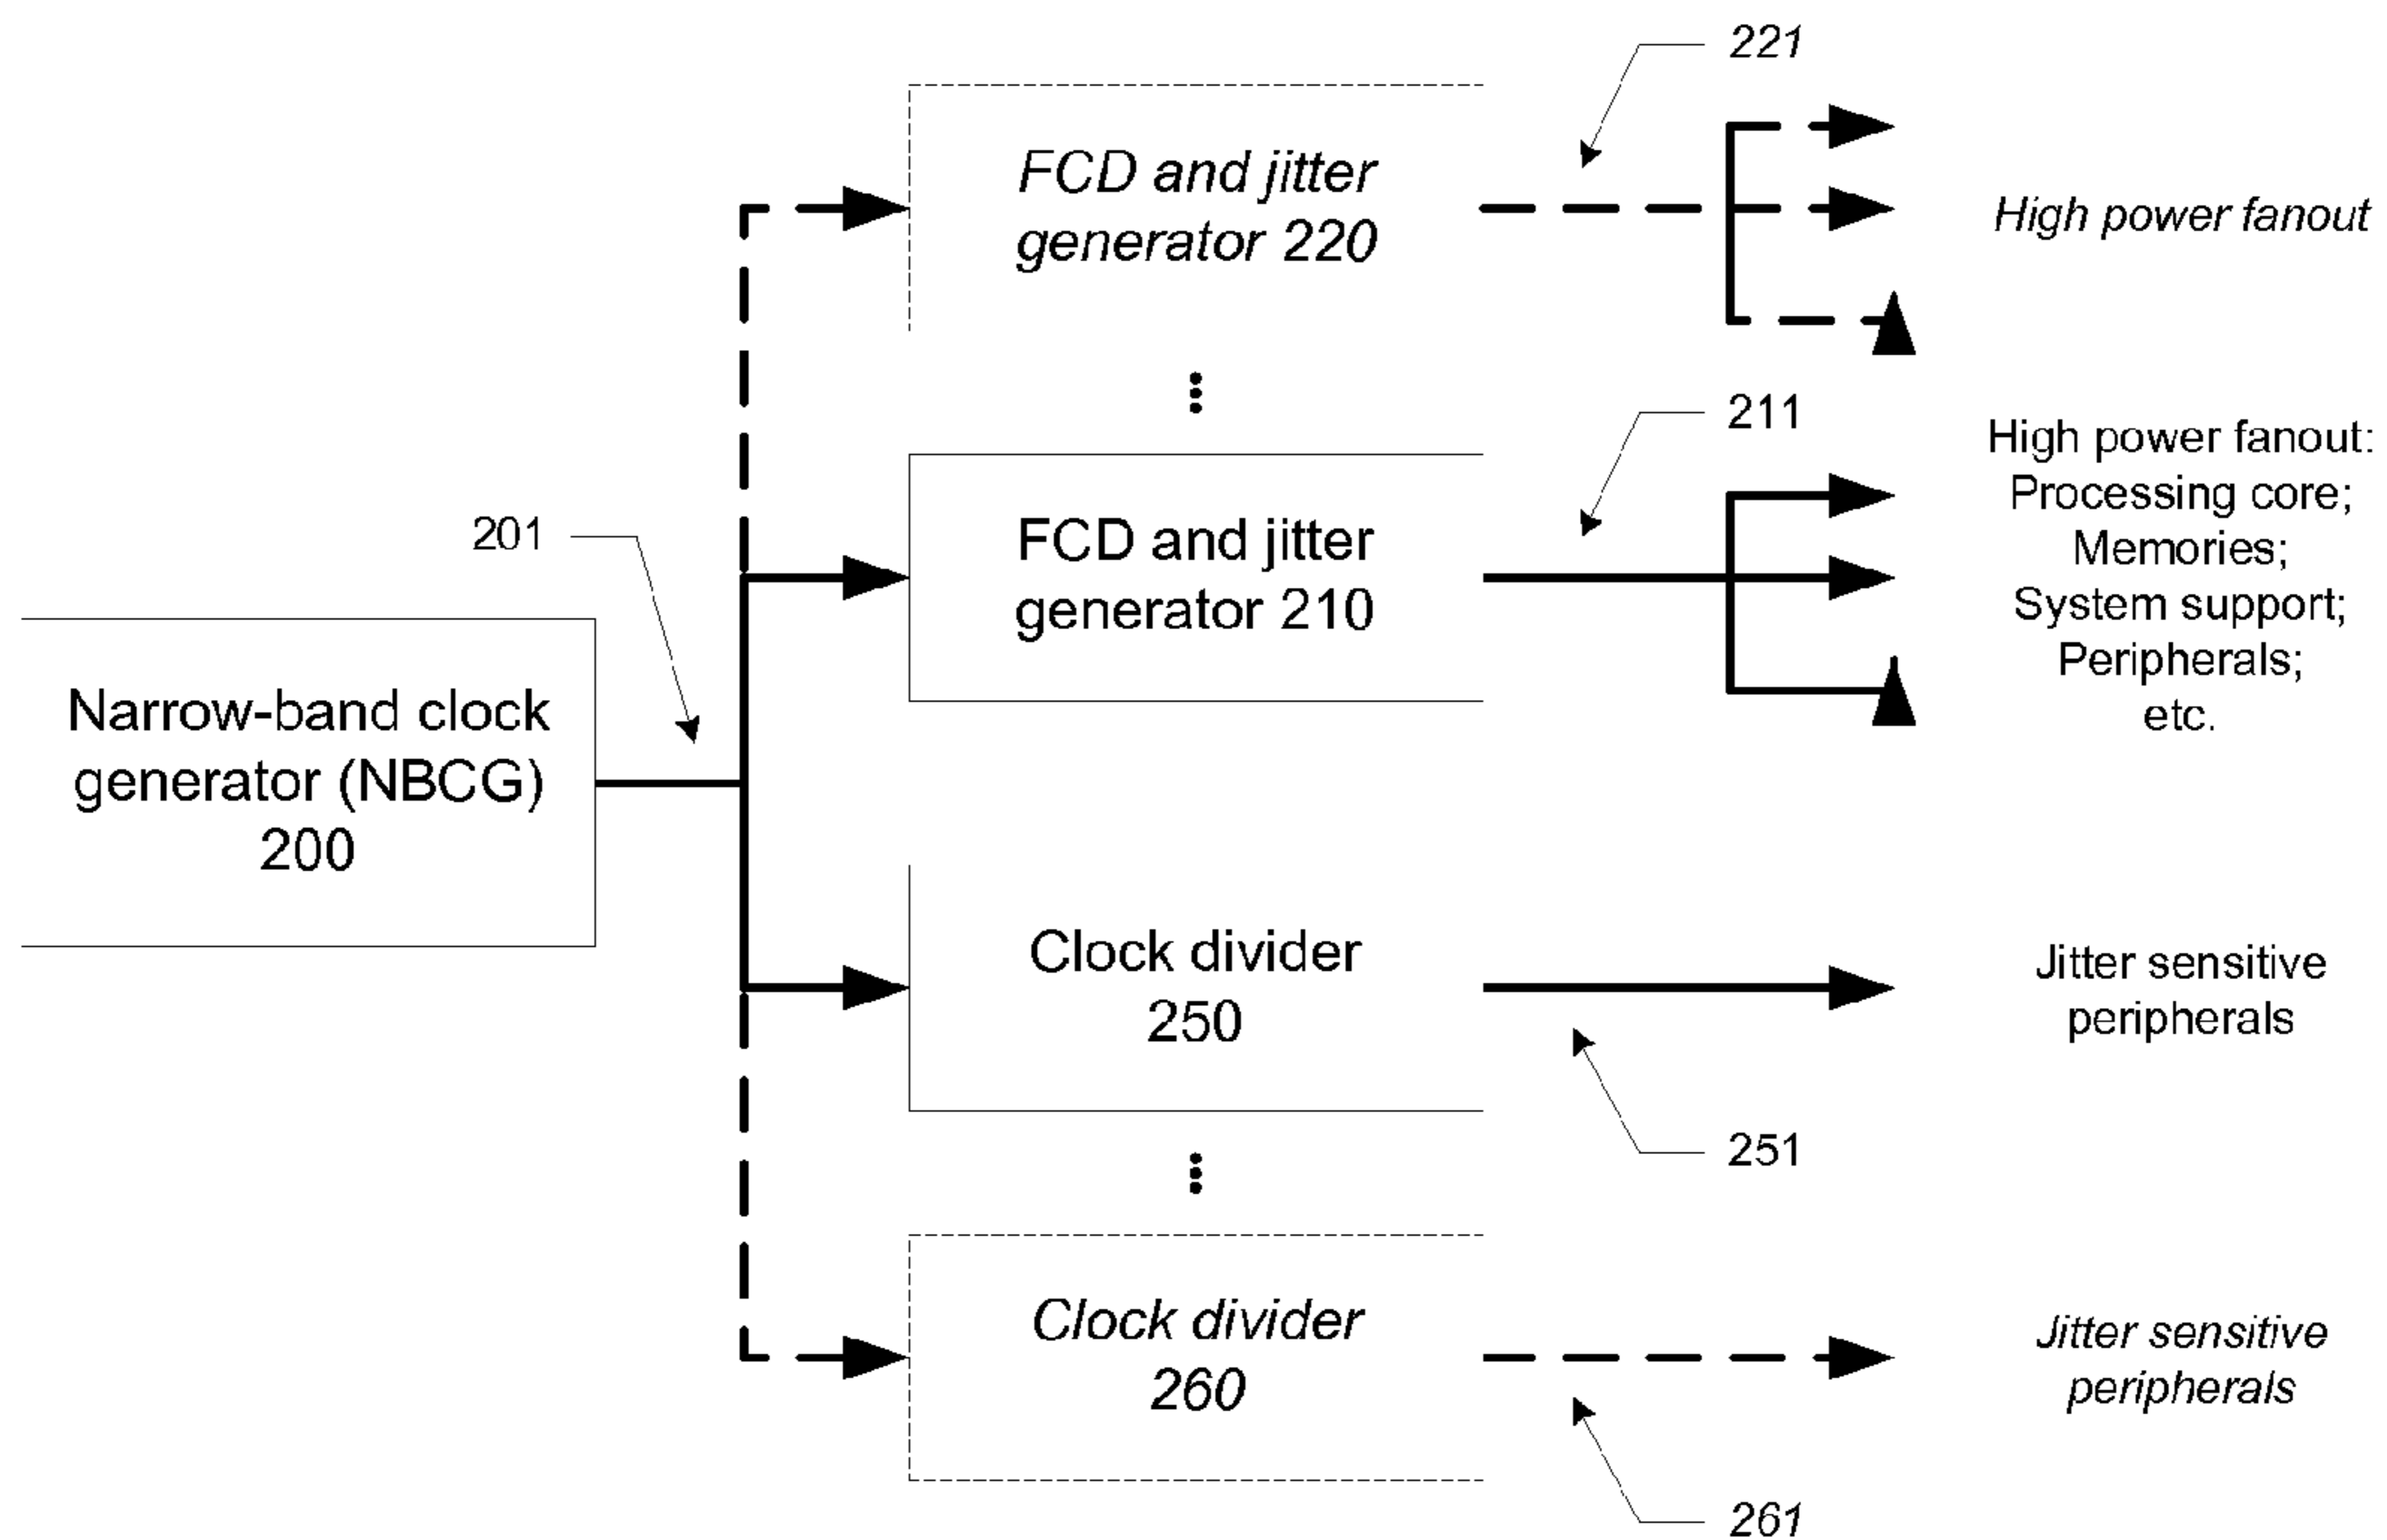 221
FCD and jitter
generator 220
High power fanout
211
High power fanout:
Processing core;
Memories;
System support;
Peripherals;
etc.
FCD and jitter
generator 210
201
Narrow-band clock
generator (NBCG)
200
Clock divider
250
Jitter sensitive
peripherals
251
Clock divider
260
Jitter sensitive
peripherals
261